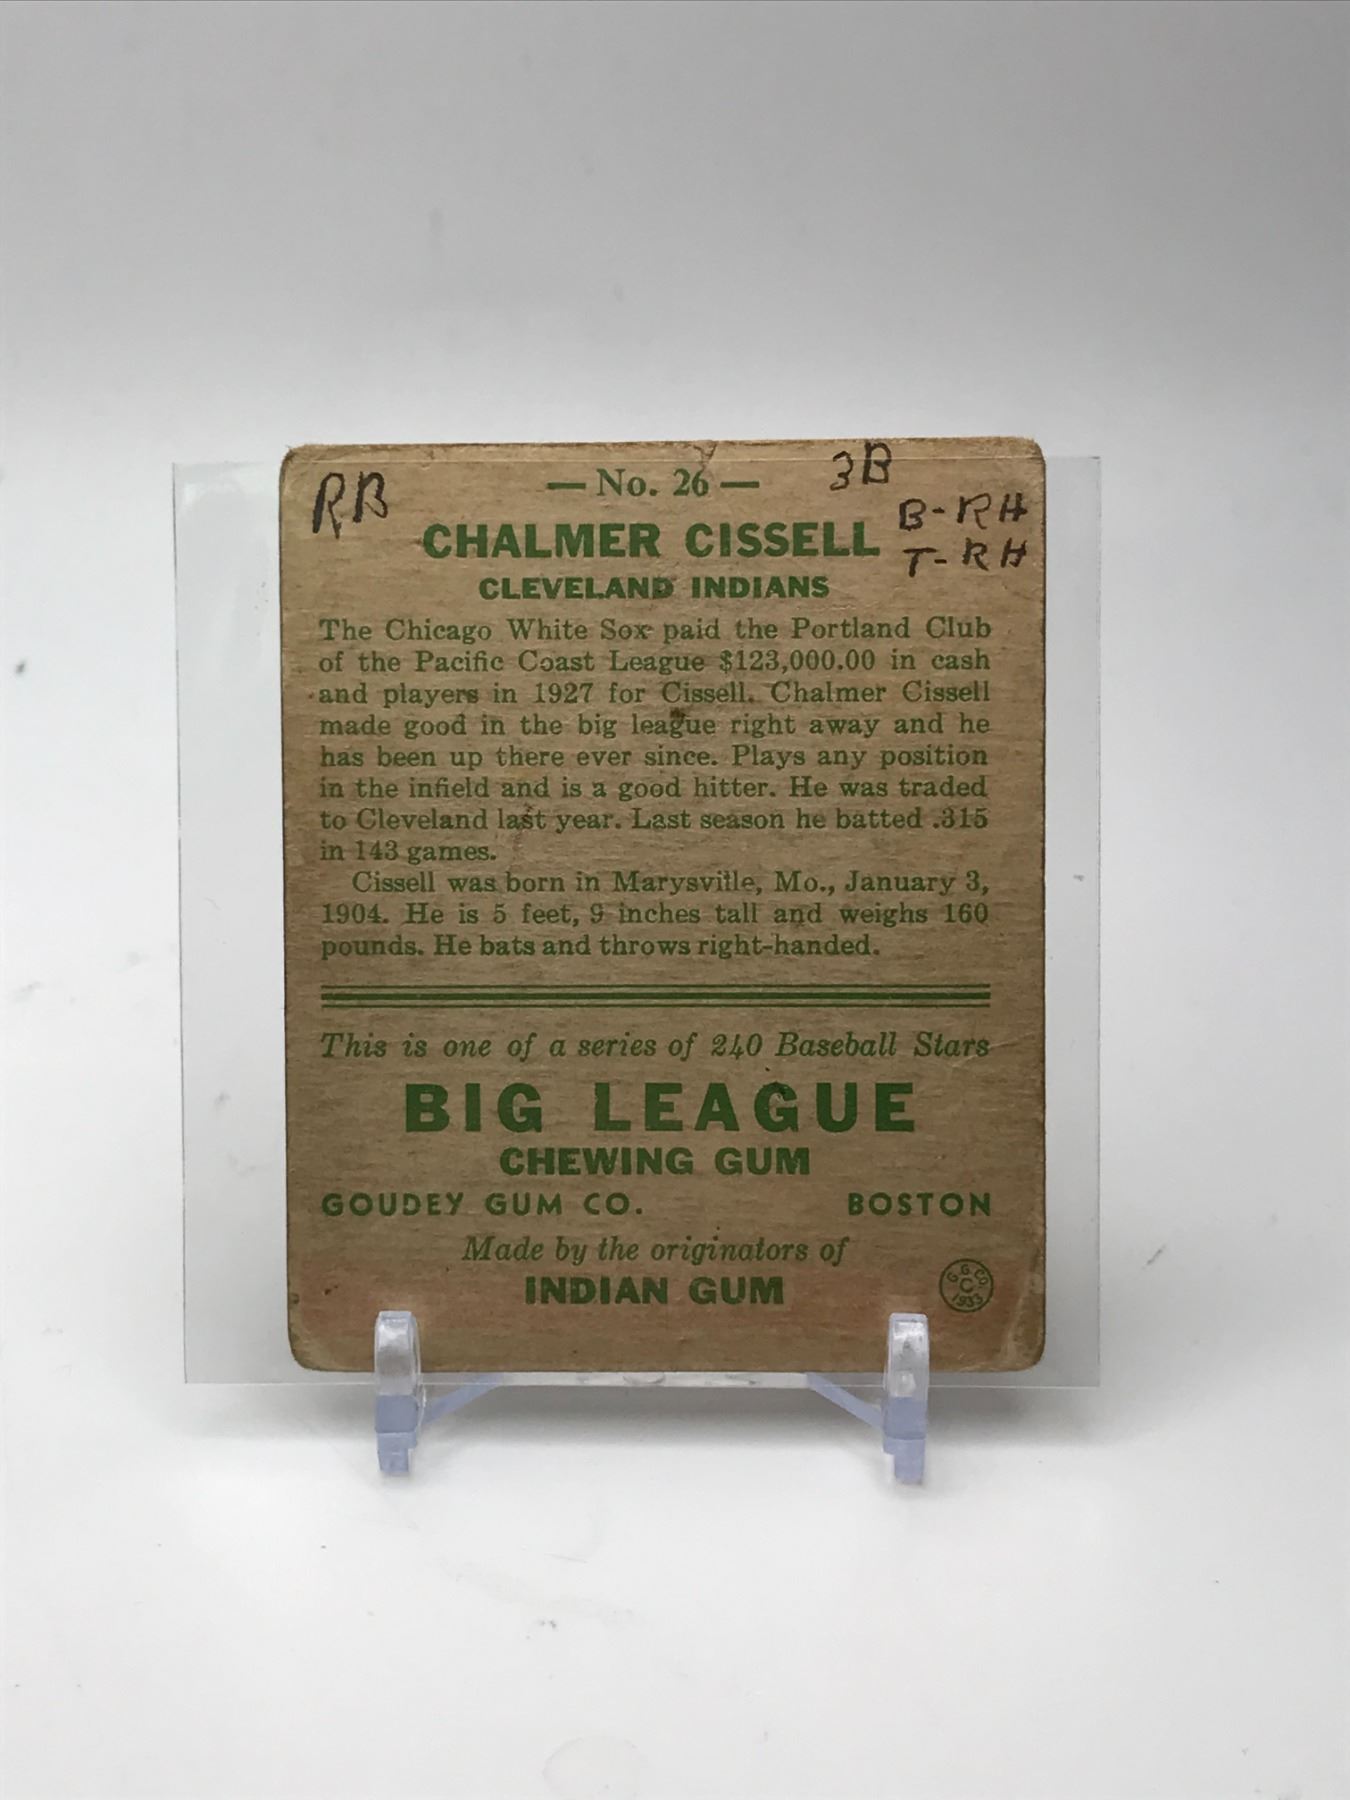 RB
— No. 26 —
3B
CHALMER CISSELL
B-RH
T-RH
CLEVELAND INDIANS
The Chicago White Sox paid the Portland Club
of the Pacific Coast League $123,000.00 in cash
and players in 1927 for Cissell. Chalmer Cissell
made good in the big league right away and he
has been up there ever since. Plays any position
in the infield and is a good hitter. He was traded
to Cleveland last year. Last season he batted .315
in 143 games.
Cissell was born in Marysville, Mo., January 3,
1904. He is 5 feet, 9 inches tall and weighs 160
pounds. He bats and throws right-handed.
This is one of a series of 240 Baseball Stars
BIG LEAGUE
CHEWING GUM
GOUDEY GUM CO. BOSTON
Made by the originators of
INDIAN GUM
G. G. CO.
C
1933